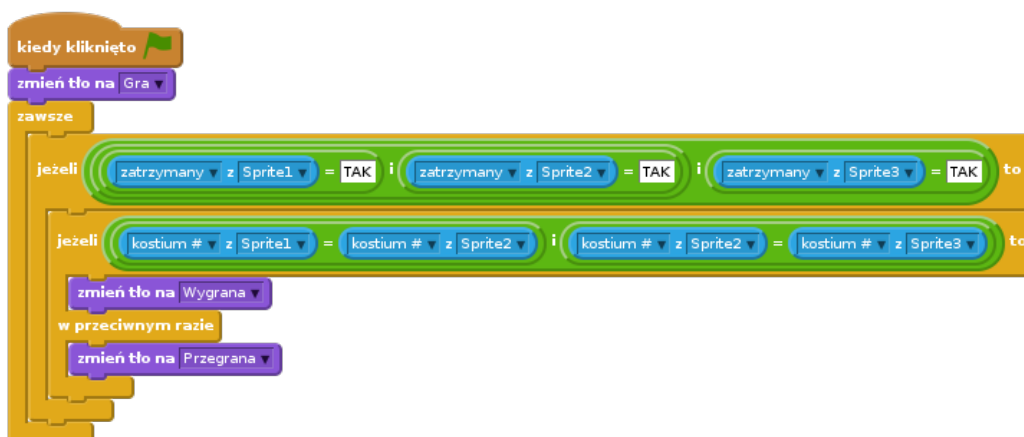 kiedy kliknięto
zmień tło na Gra
zawsze
jeżeli zatrzymany z Sprite1 = TAK i zatrzymany z Sprite2 = TAK i zatrzymany z Sprite3 = TAK to
jeżeli kostium # z Sprite1 = kostium # z Sprite2 i kostium # z Sprite2 = kostium # z Sprite3 to
zmień tło na Wygrana
w przeciwnym razie
zmień tło na Przegrana